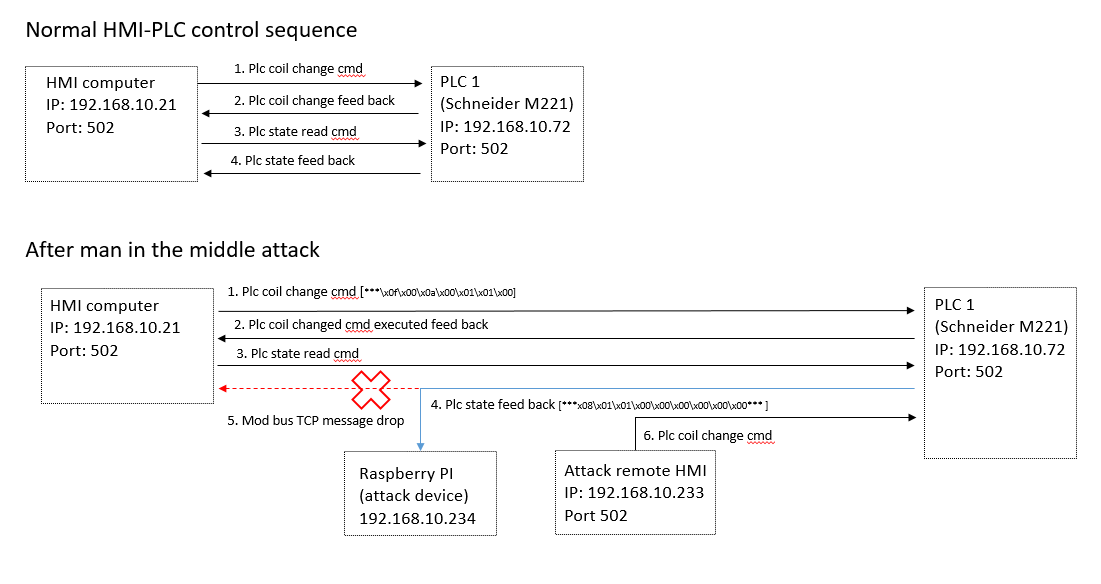 Normal HMI-PLC control sequence
HMI computer
IP: 192.168.10.21
Port: 502
1. Plc coil change cmd
2. Plc coil change feed back
3. Plc state read cmd
4. Plc state feed back
PLC 1
(Schneider M221)
IP: 192.168.10.72
Port: 502
After man in the middle attack
HMI computer
IP: 192.168.10.21
Port: 502
1. Plc coil change cmd [***\x0f\x00\x0a\x00\x01\x01\x00]
2. Plc coil changed cmd executed feed back
3. Plc state read cmd
4. Plc state feed back [***x08\x01\x01\x00\x00\x00\x00\x00\x00*** ]
5. Mod bus TCP message drop
6. Plc coil change cmd
PLC 1
(Schneider M221)
IP: 192.168.10.72
Port: 502
Raspberry PI
(attack device)
192.168.10.234
Attack remote HMI
IP: 192.168.10.233
Port 502